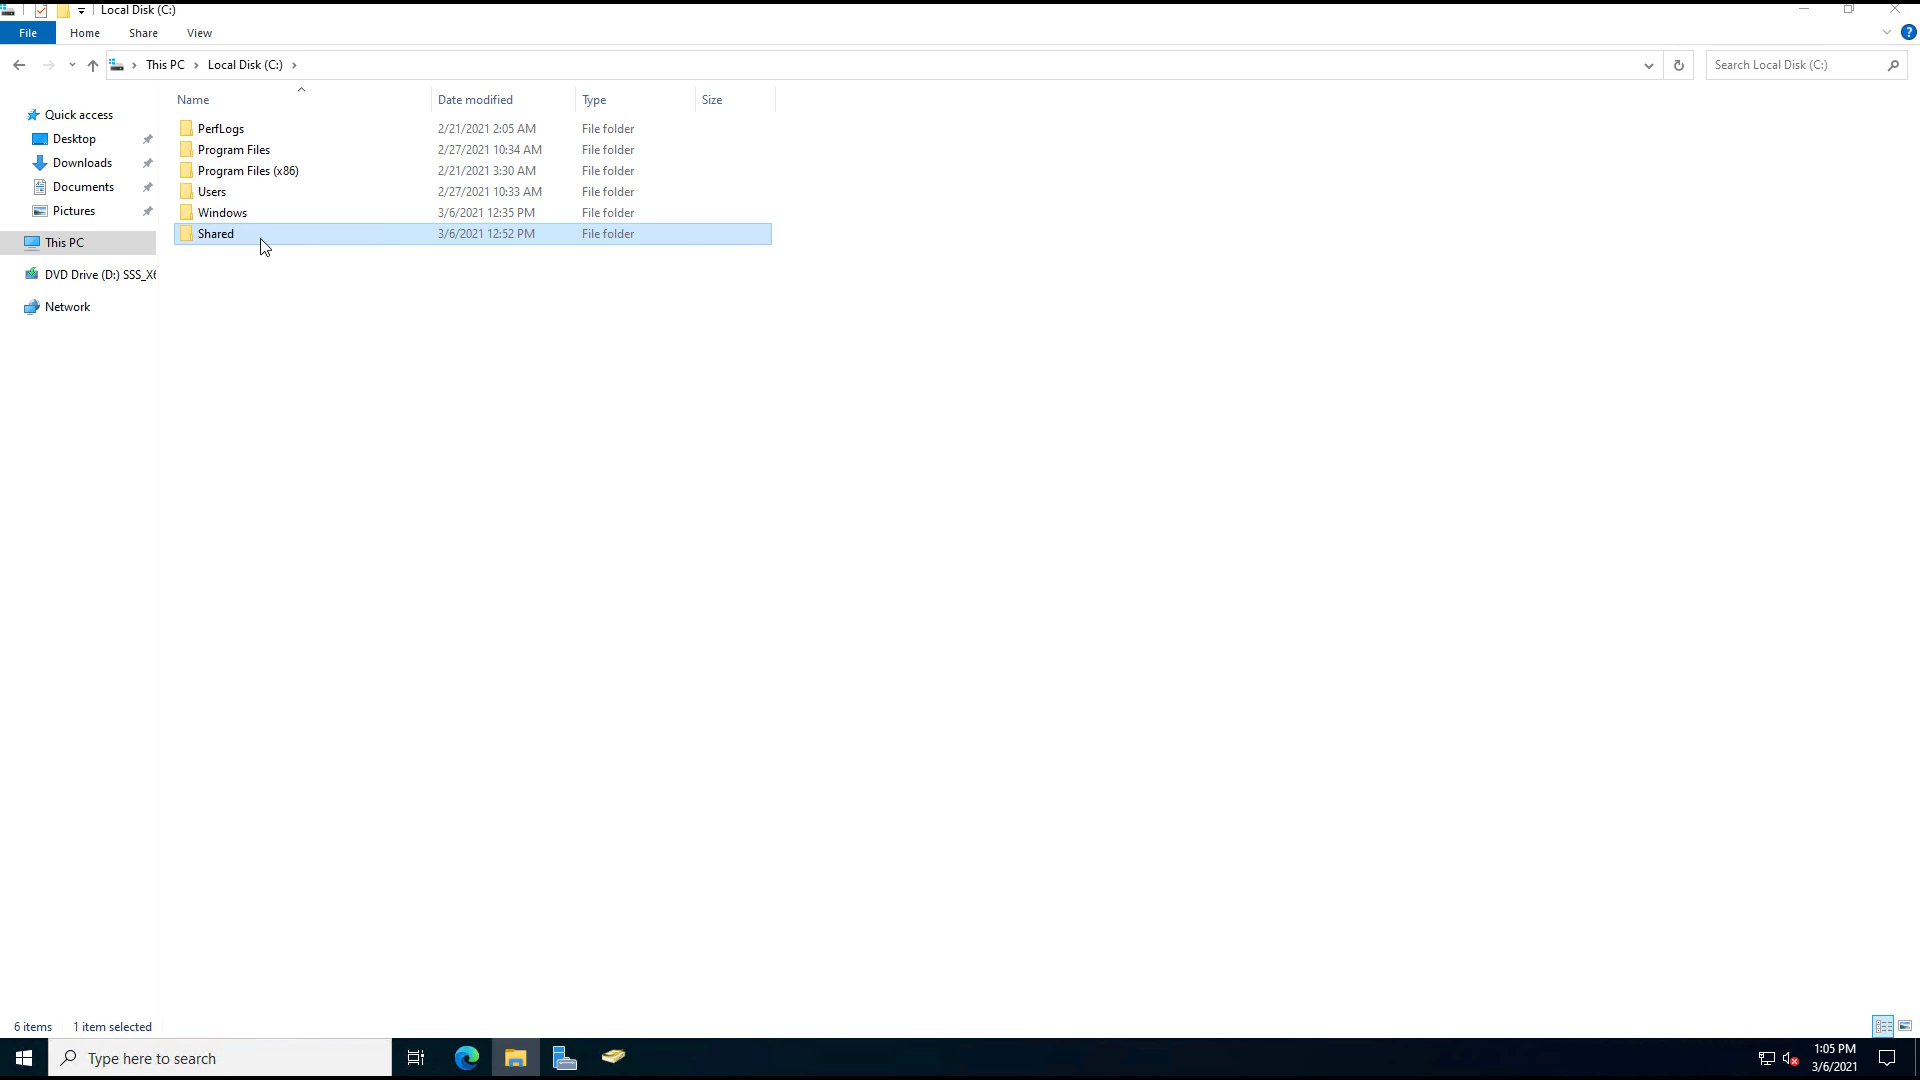 Local Disk (C:)
File Home Share View
This PC Local Disk (C:)
Search Local Disk (C:)
Name Date modified Type Size
Quick access
Desktop
Downloads
Documents
Pictures
This PC
DVD Drive (D:) SSS_X6
Network
PerfLogs 2/21/2021 2:05 AM File folder
Program Files 2/27/2021 10:34 AM File folder
Program Files (x86) 2/21/2021 3:30 AM File folder
Users 2/27/2021 10:33 AM File folder
Windows 3/6/2021 12:35 PM File folder
Shared 3/6/2021 12:52 PM File folder
6 items 1 item selected
Type here to search
1:05 PM
3/6/2021